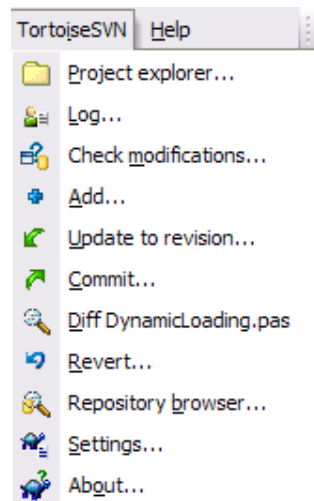 TortoiseSVN Help
Project explorer...
Log...
Check modifications...
Add...
Update to revision...
Commit...
Diff DynamicLoading.pas
Revert...
Repository browser...
Settings...
About...